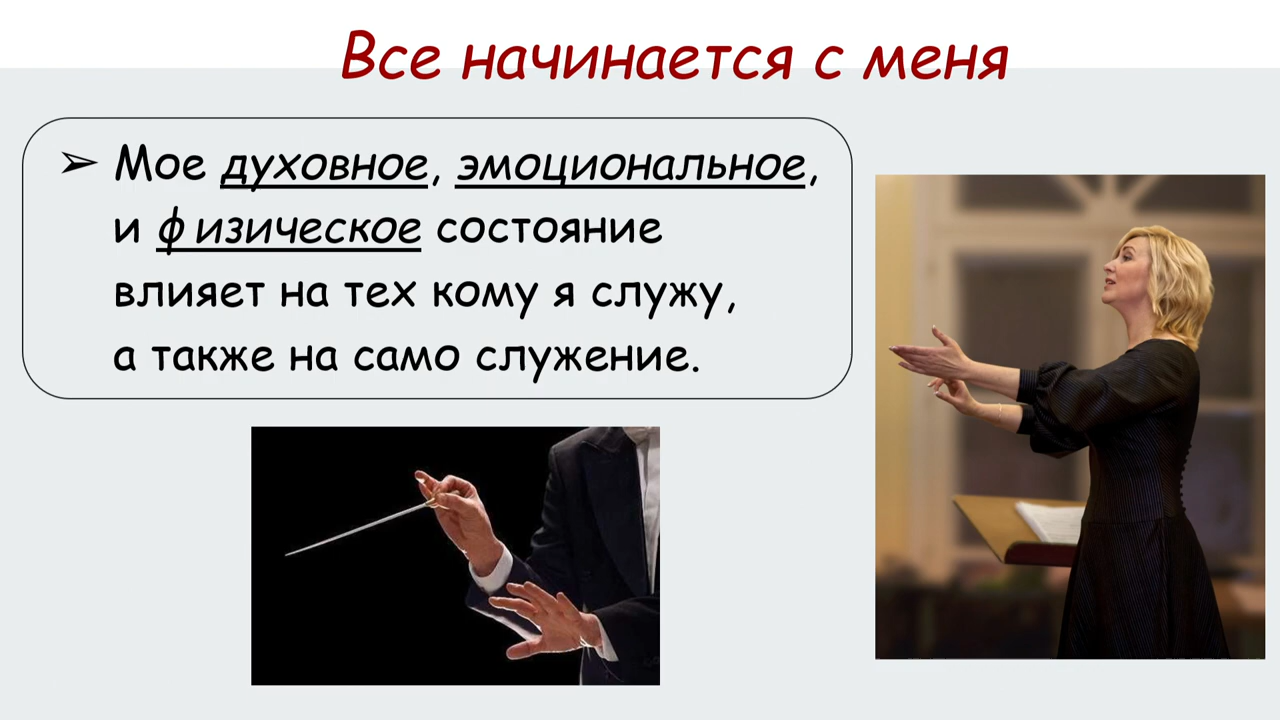 Все начинается с меня
➢ Мое духовное, эмоциональное,
и физическое состояние
влияет на тех кому я служу,
а также на само служение.